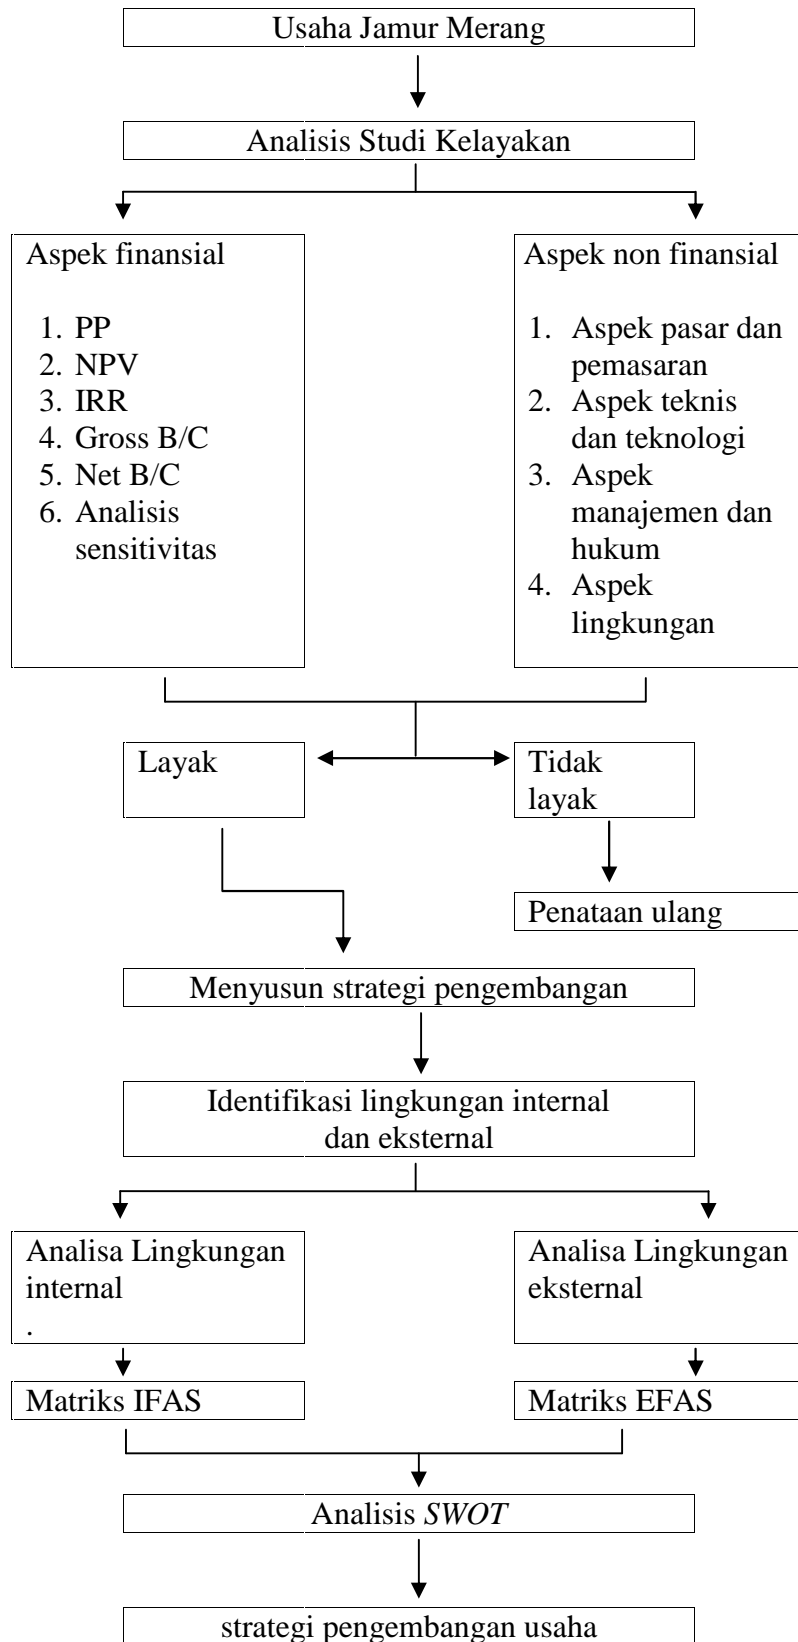 Usaha Jamur Merang
Analisis Studi Kelayakan
Aspek finansial
1. PP
2. NPV
3. IRR
4. Gross B/C
5. Net B/C
6. Analisis
sensitivitas
Aspek non finansial
1. Aspek pasar dan
pemasaran
2. Aspek teknis
dan teknologi
3. Aspek
manajemen dan
hukum
4. Aspek
lingkungan
Layak
Tidak
layak
Penataan ulang
Menyusun strategi pengembangan
Identifikasi lingkungan internal
dan eksternal
Analisa Lingkungan
internal
.
Analisa Lingkungan
eksternal
Matriks IFAS
Matriks EFAS
Analisis SWOT
strategi pengembangan usaha